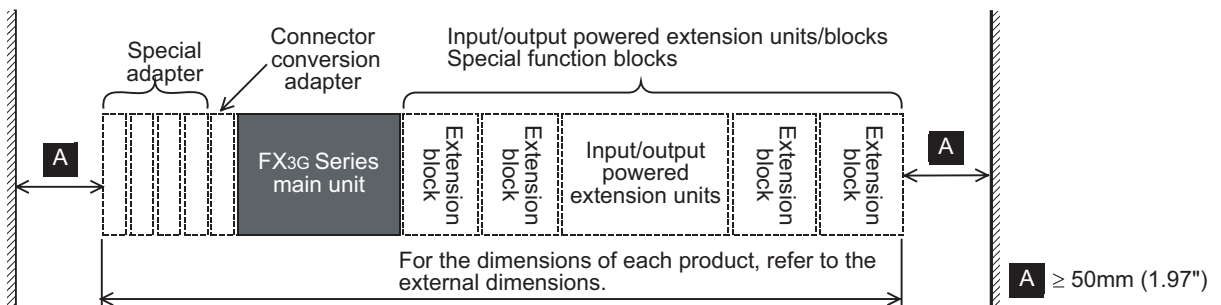 Special
adapter
Connector
conversion
adapter
Input/output powered extension units/blocks
Special function blocks
A
FX3G Series
main unit
Extension
block
Extension
block
Input/output
powered
extension units
Extension
block
Extension
block
A
For the dimensions of each product, refer to the
external dimensions.
A ≥ 50mm (1.97")